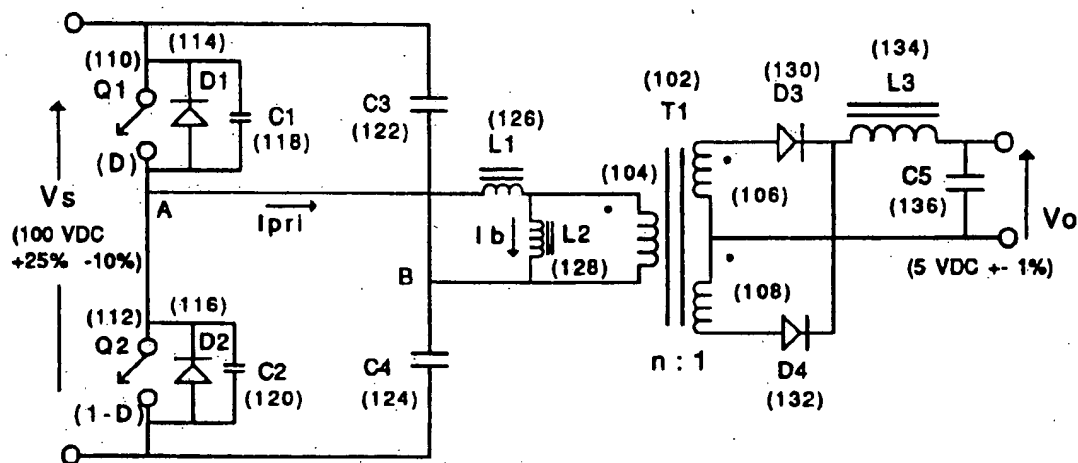 (110)
(114)
Q1
D1
C1
(118)
(D)
Vs
(100 VDC
+25% -10%)
A
Ipri
C3
(122)
(126)
L1
Ib
L2
(128)
B
(104)
(102)
T1
(106)
(108)
n : 1
(130)
D3
(134)
L3
C5
(136)
Vo
(5 VDC +- 1%)
D4
(132)
(112)
(116)
Q2
D2
C2
(120)
(1-D)
C4
(124)